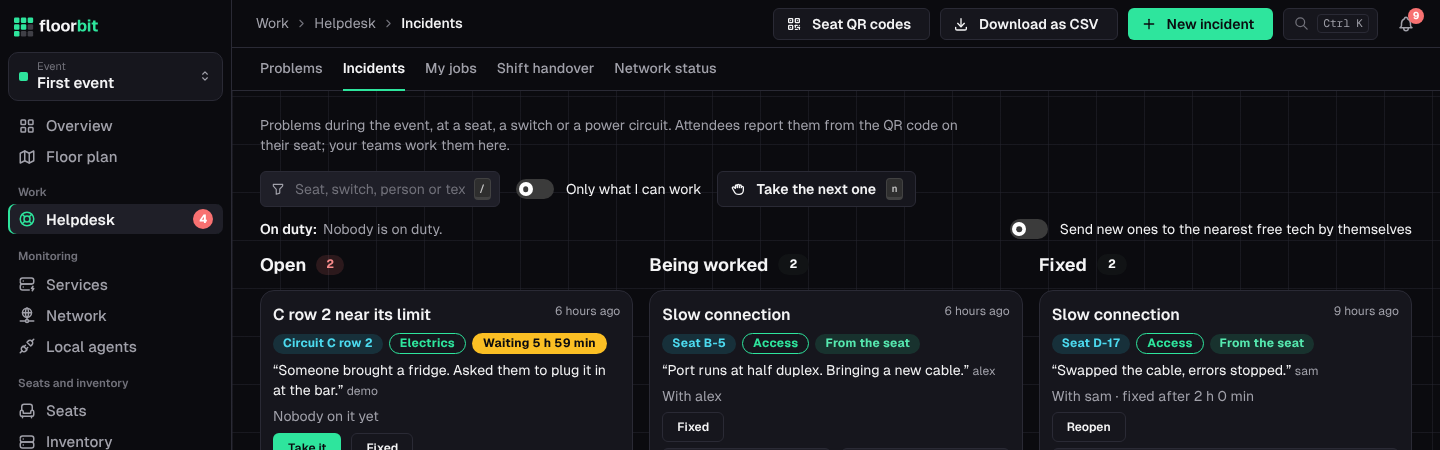 floorbit
Work > Helpdesk > Incidents
Seat QR codes
Download as CSV
+ New incident
Ctrl K
9
Event
First event
Overview
Floor plan
Work
Helpdesk 4
Monitoring
Services
Network
Local agents
Seats and inventory
Seats
Inventory
Problems Incidents My jobs Shift handover Network status
Problems during the event, at a seat, a switch or a power circuit. Attendees report them from the QR code on
their seat; your teams work them here.
Seat, switch, person or tex /
Only what I can work
Take the next one n
On duty: Nobody is on duty.
Send new ones to the nearest free tech by themselves
Open 2
C row 2 near its limit 6 hours ago
Circuit C row 2 Electrics Waiting 5 h 59 min
“Someone brought a fridge. Asked them to plug it in
at the bar.” demo
Nobody on it yet
Take it Fixed
Being worked 2
Slow connection 6 hours ago
Seat B-5 Access From the seat
“Port runs at half duplex. Bringing a new cable.” alex
With alex
Fixed
Fixed 2
Slow connection 9 hours ago
Seat D-17 Access From the seat
“Swapped the cable, errors stopped.” sam
With sam · fixed after 2 h 0 min
Reopen